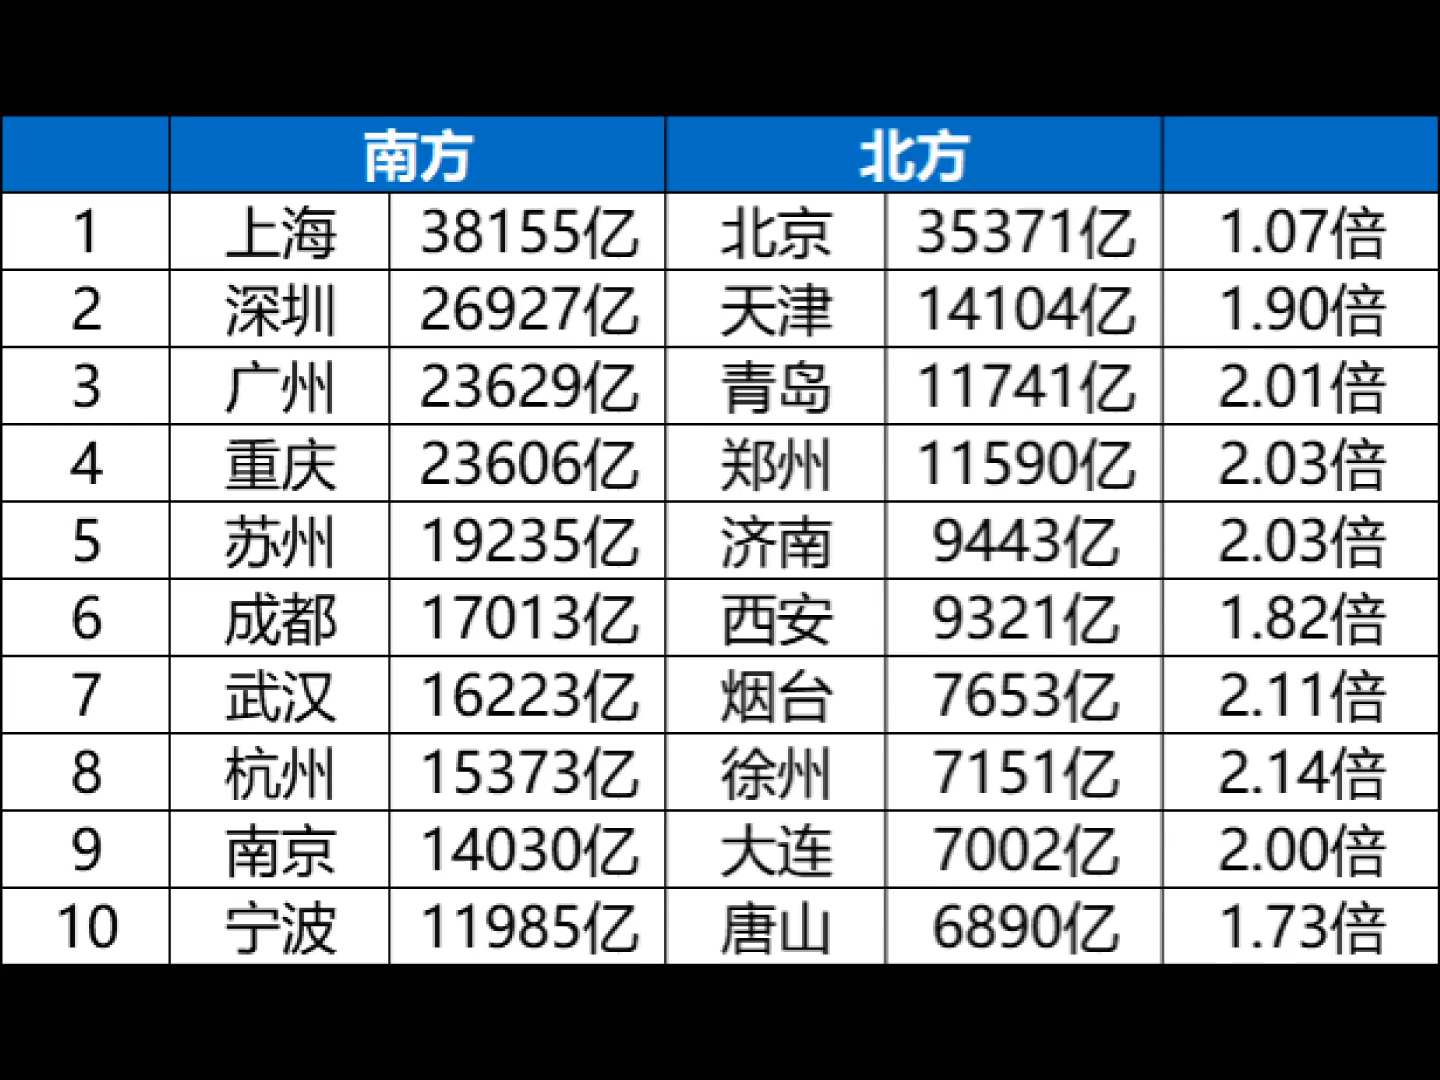 南方 北方
1 上海 38155亿 北京 35371亿 1.07倍
2 深圳 26927亿 天津 14104亿 1.90倍
3 广州 23629亿 青岛 11741亿 2.01倍
4 重庆 23606亿 郑州 11590亿 2.03倍
5 苏州 19235亿 济南 9443亿 2.03倍
6 成都 17013亿 西安 9321亿 1.82倍
7 武汉 16223亿 烟台 7653亿 2.11倍
8 杭州 15373亿 徐州 7151亿 2.14倍
9 南京 14030亿 大连 7002亿 2.00倍
10 宁波 11985亿 唐山 6890亿 1.73倍